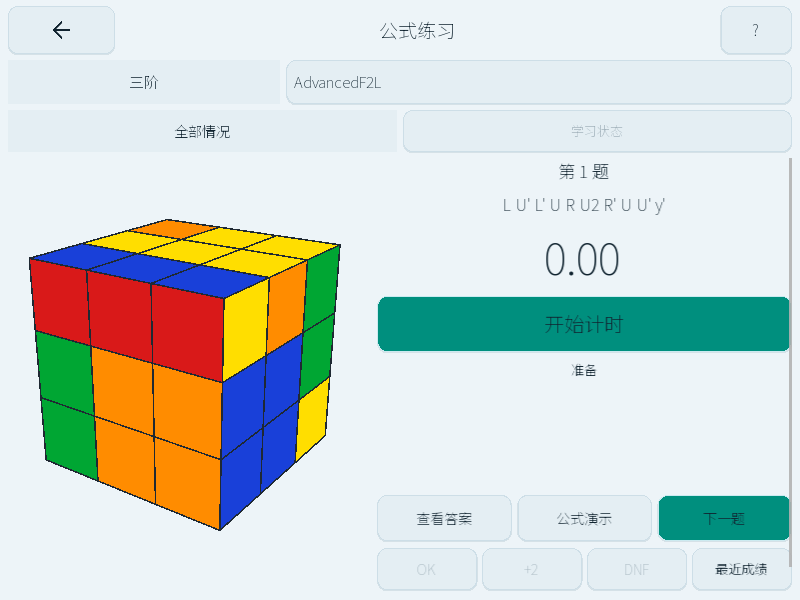 公式练习
?
三阶
AdvancedF2L
全部情况
学习状态
第 1 题
L U' L' U R U2 R' U U' y'
0.00
开始计时
准备
查看答案
公式演示
下一题
OK
+2
DNF
最近成绩